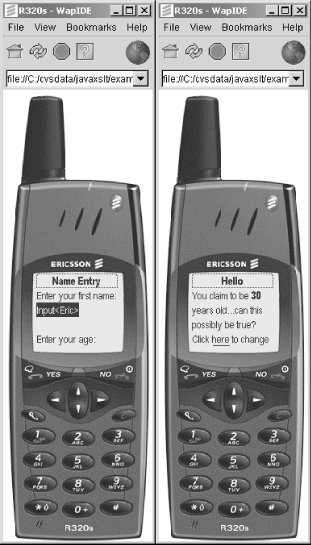 R320s - WapIDE
File View Bookmarks Help
file://C:/cvsdata/javaxslt/exam
ERICSSON
Name Entry
Enter your first name:
Input<Eric>
Enter your age:
YES NO
1
2 ABC
3 DEF
4 GHI
5 JKL
6 MNO
7 PQRS
8 TUV
9 WXYZ
*
0 +
#
R320s
R320s - WapIDE
File View Bookmarks Help
file://C:/cvsdata/javaxslt/exam
ERICSSON
Hello
You claim to be 30
years old...can this
possibly be true?
Click here to change
YES NO
1
2 ABC
3 DEF
4 GHI
5 JKL
6 MNO
7 PQRS
8 TUV
9 WXYZ
*
0 +
#
R320s